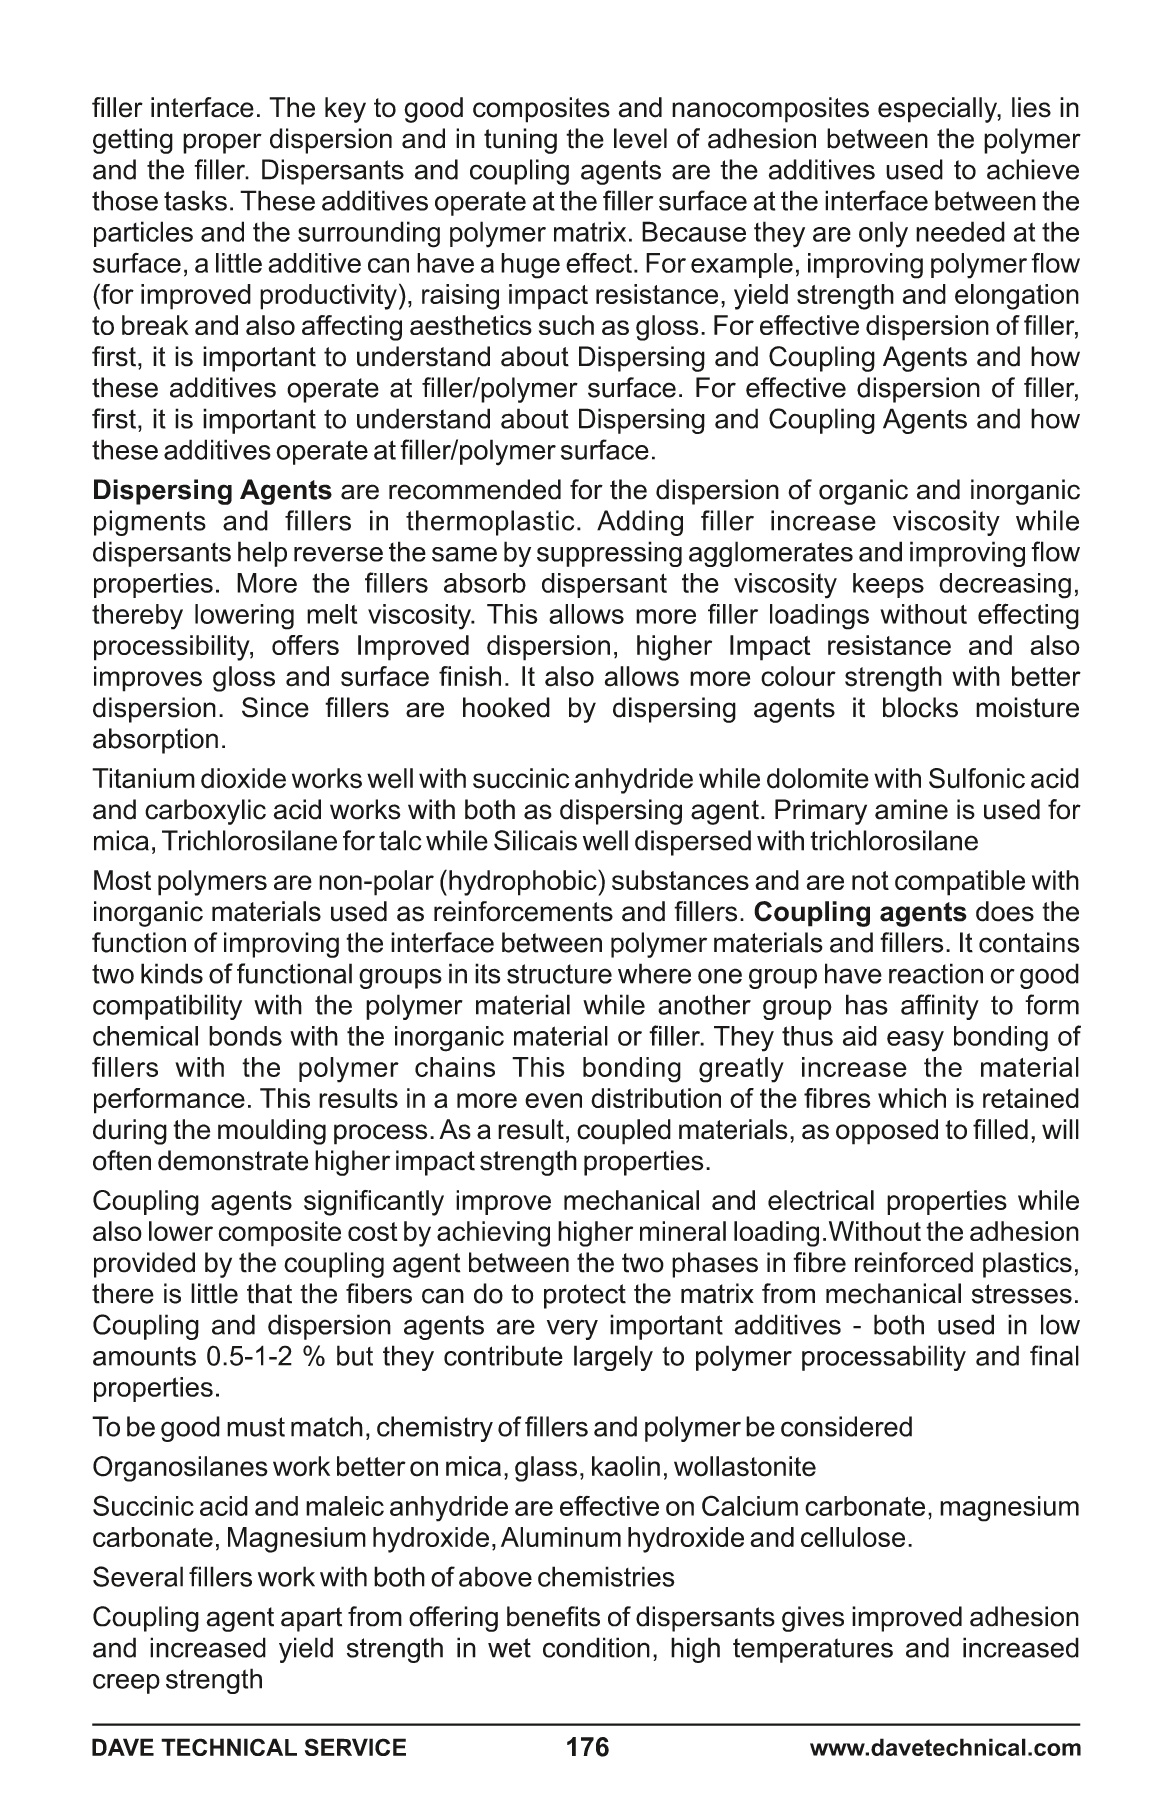 filler interface. The key to good composites and nanocomposites especially, lies in
getting proper dispersion and in tuning the level of adhesion between the polymer
and the filler. Dispersants and coupling agents are the additives used to achieve
those tasks. These additives operate at the filler surface at the interface between the
particles and the surrounding polymer matrix. Because they are only needed at the
surface, a little additive can have a huge effect. For example, improving polymer flow
(for improved productivity), raising impact resistance, yield strength and elongation
to break and also affecting aesthetics such as gloss. For effective dispersion of filler,
first, it is important to understand about Dispersing and Coupling Agents and how
these additives operate at filler/polymer surface. For effective dispersion of filler,
first, it is important to understand about Dispersing and Coupling Agents and how
these additives operate at filler/polymer surface.
Dispersing Agents are recommended for the dispersion of organic and inorganic
pigments and fillers in thermoplastic. Adding filler increase viscosity while
dispersants help reverse the same by suppressing agglomerates and improving flow
properties. More the fillers absorb dispersant the viscosity keeps decreasing,
thereby lowering melt viscosity. This allows more filler loadings without effecting
processibility, offers Improved dispersion, higher Impact resistance and also
improves gloss and surface finish. It also allows more colour strength with better
dispersion. Since fillers are hooked by dispersing agents it blocks moisture
absorption.
Titanium dioxide works well with succinic anhydride while dolomite with Sulfonic acid
and carboxylic acid works with both as dispersing agent. Primary amine is used for
mica, Trichlorosilane for talc while Silicais well dispersed with trichlorosilane
Most polymers are non-polar (hydrophobic) substances and are not compatible with
inorganic materials used as reinforcements and fillers. Coupling agents does the
function of improving the interface between polymer materials and fillers. It contains
two kinds of functional groups in its structure where one group have reaction or good
compatibility with the polymer material while another group has affinity to form
chemical bonds with the inorganic material or filler. They thus aid easy bonding of
fillers with the polymer chains This bonding greatly increase the material
performance. This results in a more even distribution of the fibres which is retained
during the moulding process. As a result, coupled materials, as opposed to filled, will
often demonstrate higher impact strength properties.
Coupling agents significantly improve mechanical and electrical properties while
also lower composite cost by achieving higher mineral loading.Without the adhesion
provided by the coupling agent between the two phases in fibre reinforced plastics,
there is little that the fibers can do to protect the matrix from mechanical stresses.
Coupling and dispersion agents are very important additives - both used in low
amounts 0.5-1-2 % but they contribute largely to polymer processability and final
properties.
To be good must match, chemistry of fillers and polymer be considered
Organosilanes work better on mica, glass, kaolin, wollastonite
Succinic acid and maleic anhydride are effective on Calcium carbonate, magnesium
carbonate, Magnesium hydroxide, Aluminum hydroxide and cellulose.
Several fillers work with both of above chemistries
Coupling agent apart from offering benefits of dispersants gives improved adhesion
and increased yield strength in wet condition, high temperatures and increased
creep strength
DAVE TECHNICAL SERVICE 176 www.davetechnical.com